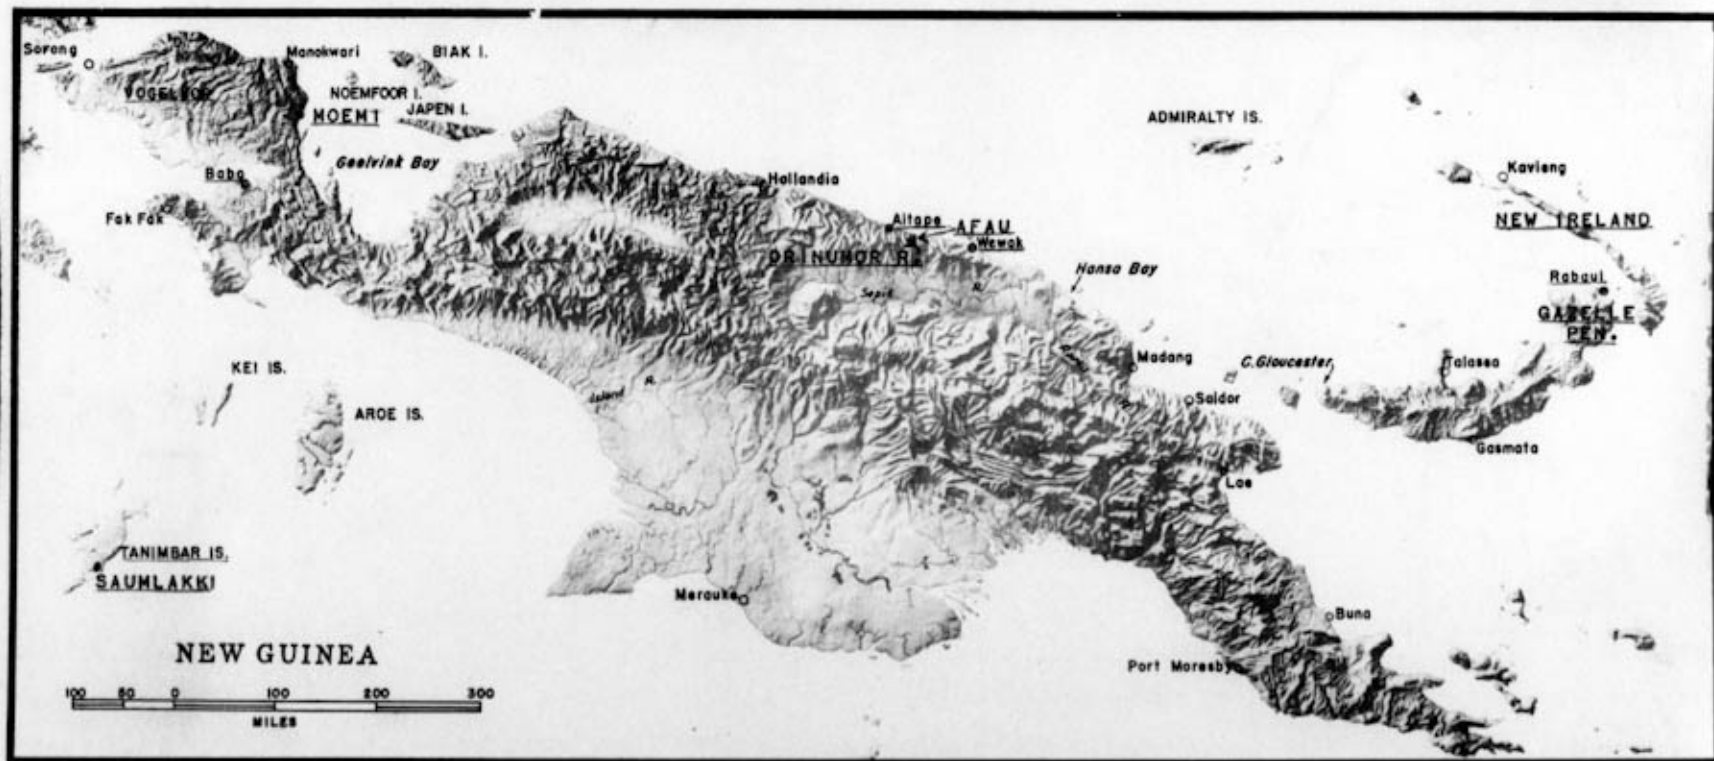 Sorong
Manokwari
BIAK I.
VOGELKOP
NOEMFOOR I.
MOEMI
JAPEN I.
ADMIRALTY IS.
Geelvink Bay
Babo
Hollandia
Kavieng
Fak Fak
Aitape
AFAU
NEW IRELAND
Wewak
DRINUMOR R.
Hansa Bay
Rabaul
Sepik R.
GAZELLE
PEN.
Madang
C. Gloucester
Talasea
KEI IS.
R.
Island R.
Saidor
AROE IS.
Gasmata
Lae
TANIMBAR IS.
SAUMLAKKI
Merauke
Buna
NEW GUINEA
Port Moresby
100 50 0 100 200 300
MILES